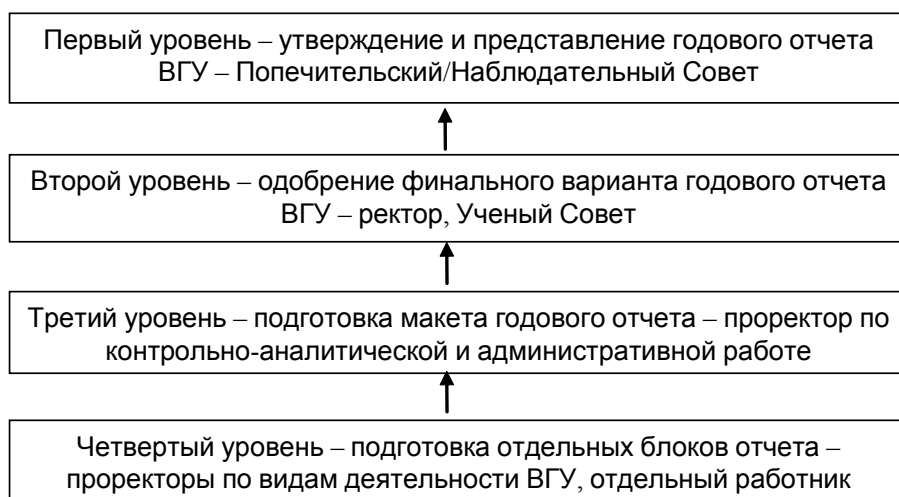 Первый уровень – утверждение и представление годового отчета
ВГУ – Попечительский/Наблюдательный Совет
Второй уровень – одобрение финального варианта годового отчета
ВГУ – ректор, Ученый Совет
Третий уровень – подготовка макета годового отчета – проректор по
контрольно-аналитической и административной работе
Четвертый уровень – подготовка отдельных блоков отчета –
проректоры по видам деятельности ВГУ, отдельный работник